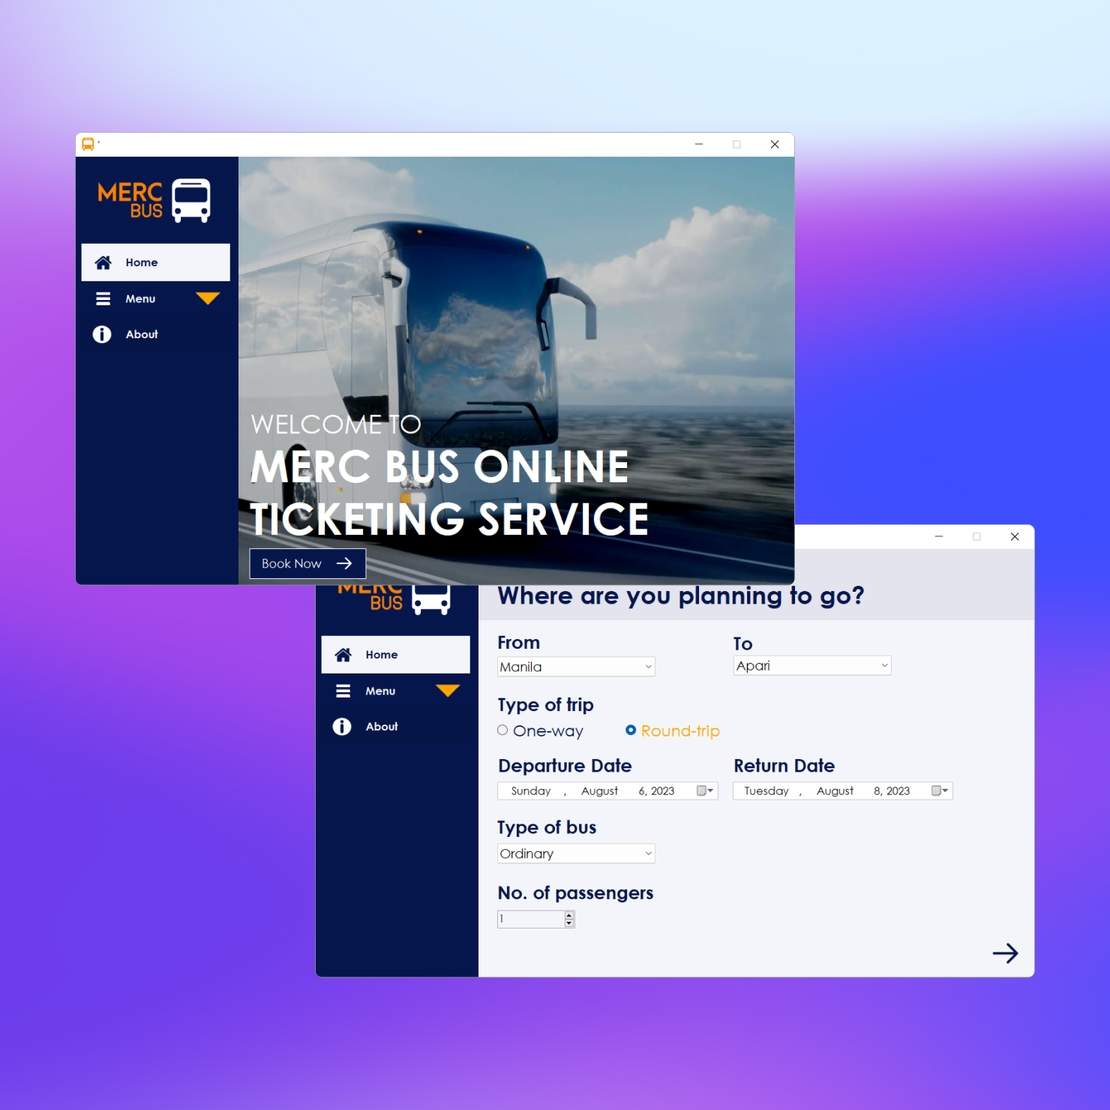 MERC
BUS
Home
Menu
About
WELCOME TO
MERC BUS ONLINE
TICKETING SERVICE
Book Now
MERC
BUS
Home
Menu
About
Where are you planning to go?
From
To
Manila
Apari
Type of trip
One-way
Round-trip
Departure Date
Return Date
Sunday , August 6, 2023
Tuesday , August 8, 2023
Type of bus
Ordinary
No. of passengers
1